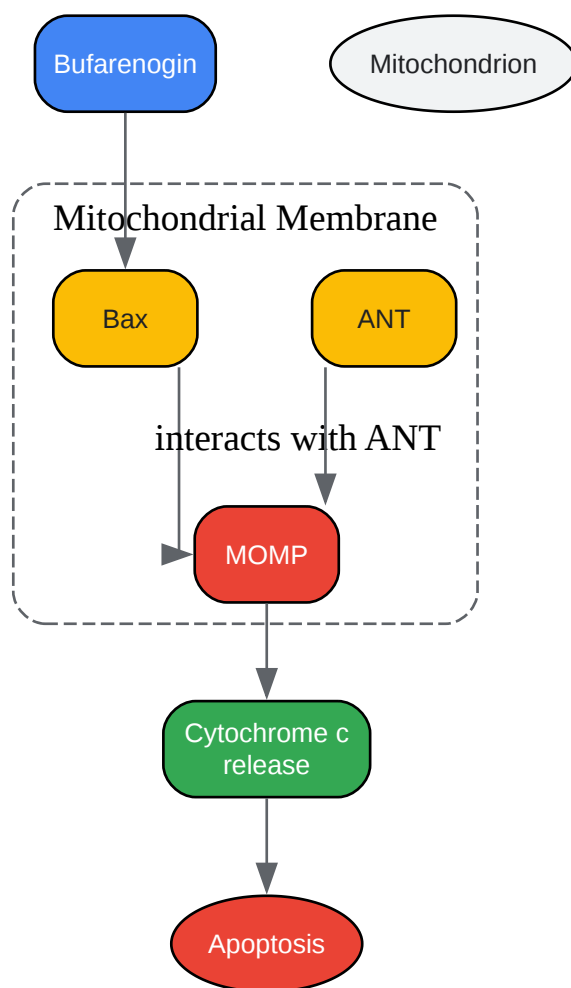 Bufarenogin
Mitochondrion
Mitochondrial Membrane
Bax
ANT
interacts with ANT
MOMP
Cytochrome c
release
Apoptosis